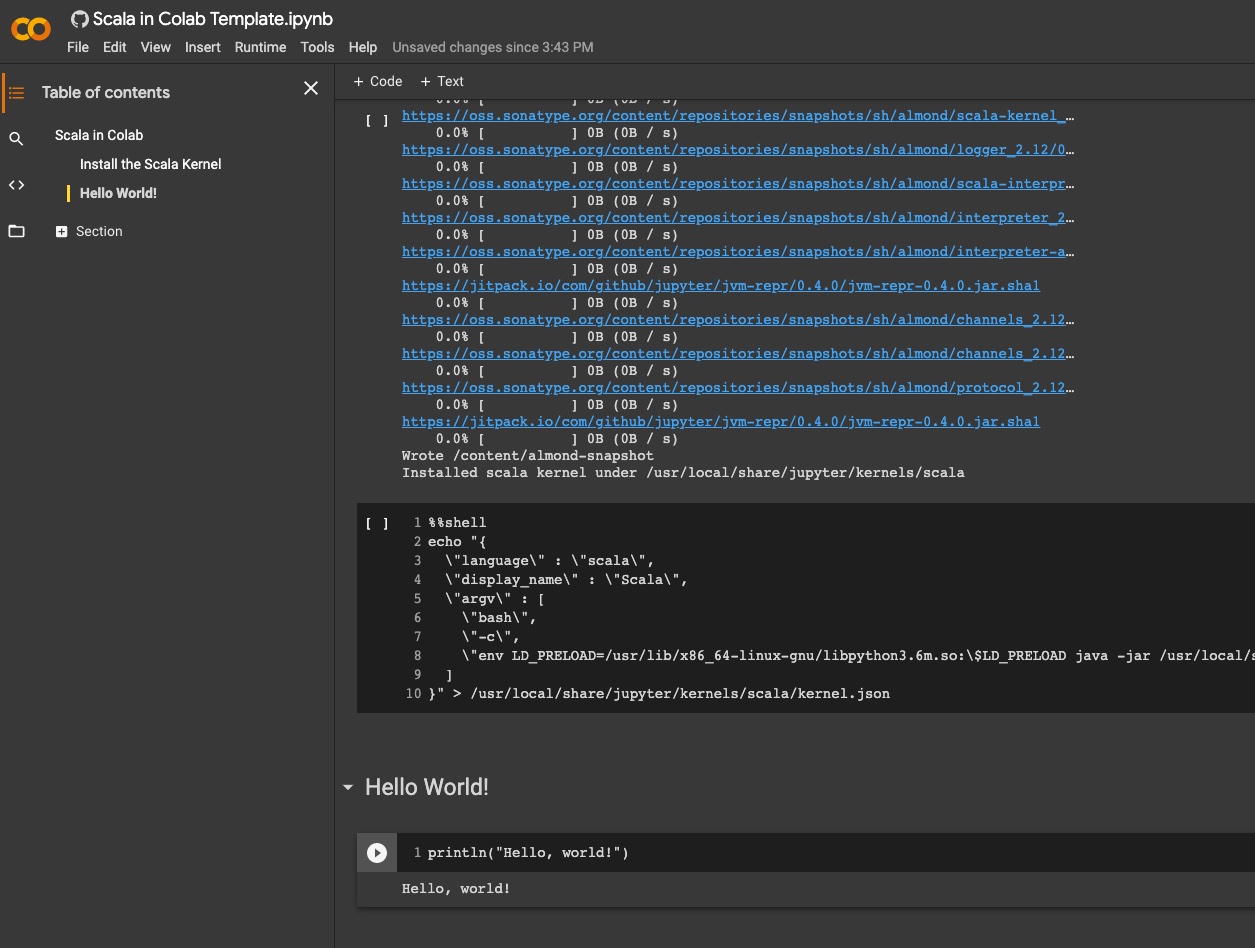 Scala in Colab Template.ipynb
File Edit View Insert Runtime Tools Help Unsaved changes since 3:43 PM
Table of contents
Scala in Colab
Install the Scala Kernel
Hello World!
Section
+ Code + Text
0.0% [ ] 0B (0B / s)
[ ] https://oss.sonatype.org/content/repositories/snapshots/sh/almond/scala-kernel_…
0.0% [ ] 0B (0B / s)
https://oss.sonatype.org/content/repositories/snapshots/sh/almond/logger_2.12/0…
0.0% [ ] 0B (0B / s)
https://oss.sonatype.org/content/repositories/snapshots/sh/almond/scala-interpr…
0.0% [ ] 0B (0B / s)
https://oss.sonatype.org/content/repositories/snapshots/sh/almond/interpreter_2…
0.0% [ ] 0B (0B / s)
https://oss.sonatype.org/content/repositories/snapshots/sh/almond/interpreter-a…
0.0% [ ] 0B (0B / s)
https://jitpack.io/com/github/jupyter/jvm-repr/0.4.0/jvm-repr-0.4.0.jar.sha1
0.0% [ ] 0B (0B / s)
https://oss.sonatype.org/content/repositories/snapshots/sh/almond/channels_2.12…
0.0% [ ] 0B (0B / s)
https://oss.sonatype.org/content/repositories/snapshots/sh/almond/channels_2.12…
0.0% [ ] 0B (0B / s)
https://oss.sonatype.org/content/repositories/snapshots/sh/almond/protocol_2.12…
0.0% [ ] 0B (0B / s)
https://jitpack.io/com/github/jupyter/jvm-repr/0.4.0/jvm-repr-0.4.0.jar.sha1
0.0% [ ] 0B (0B / s)
Wrote /content/almond-snapshot
Installed scala kernel under /usr/local/share/jupyter/kernels/scala
[ ] 1 %%shell
2 echo "{
3 \"language\" : \"scala\",
4 \"display_name\" : \"Scala\",
5 \"argv\" : [
6 \"bash\",
7 \"-c\",
8 \"env LD_PRELOAD=/usr/lib/x86_64-linux-gnu/libpython3.6m.so:\$LD_PRELOAD java -jar /usr/local/s
9 ]
10 }" > /usr/local/share/jupyter/kernels/scala/kernel.json
Hello World!
1 println("Hello, world!")
Hello, world!